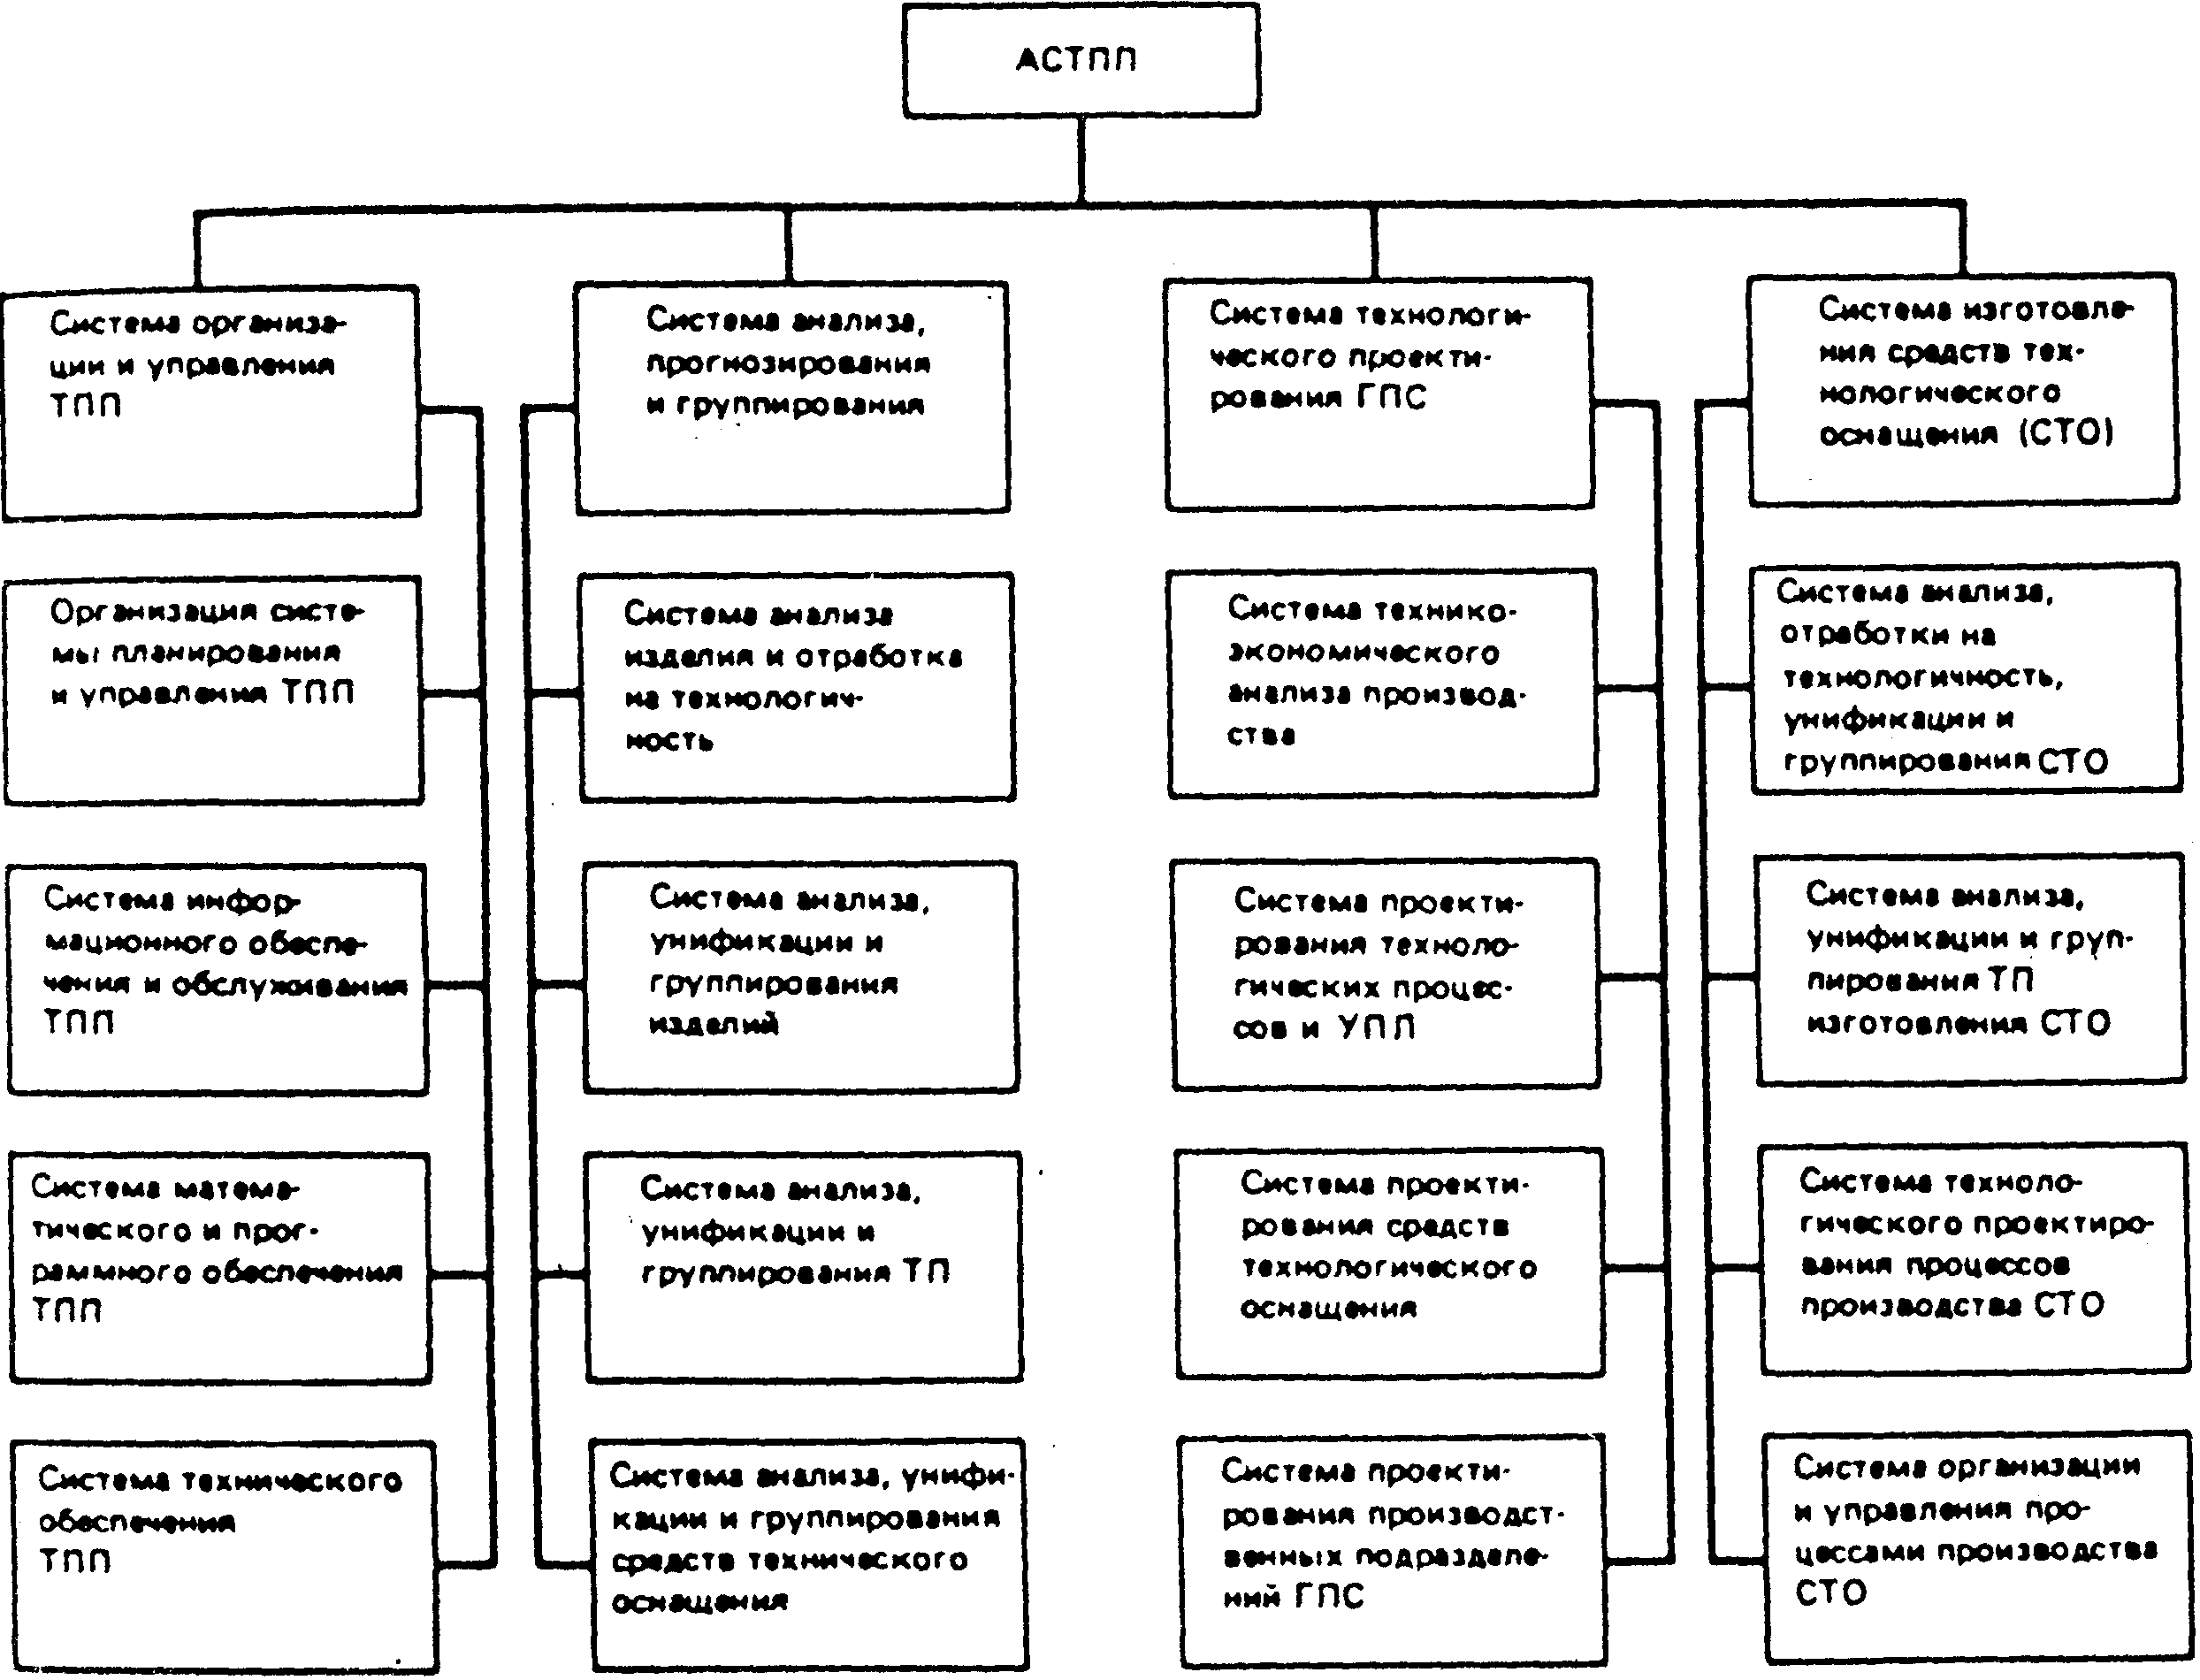 АСТПП
Система организа-
ции и управления
ТПП
Организация систе-
мы планирования
и управления ТПП
Система инфор-
мационного обеспе-
чения и обслуживания
ТПП
Система матема-
тического и прог-
раммного обеспечения
ТПП
Система технического
обеспечения
ТПП
Система анализа,
прогнозирования
и группирования
Система анализа
изделия и отработка
на технологич-
ность
Система анализа,
унификации и
группирования
изделий
Система анализа,
унификации и
группирования ТП
Система анализа, унифи-
кации и группирования
средств технического
оснащения
Система технологи-
ческого проекти-
рования ГПС
Система технико-
экономического
анализа производ-
ства
Система проекти-
рования техноло-
гических процес-
сов и УПЛ
Система проекти-
рования средств
технологического
оснащения
Система проекти-
рования производст-
венных подразделе-
ний ГПС
Система изготовле-
ния средств тех-
нологического
оснащения (СТО)
Система анализа,
отработки на
технологичность,
унификации и
группирования СТО
Система анализа,
унификации и груп-
пирования ТП
изготовления СТО
Система техноло-
гического проектиро-
вания процессов
производства СТО
Система организации
и управления про-
цессами производства
СТО